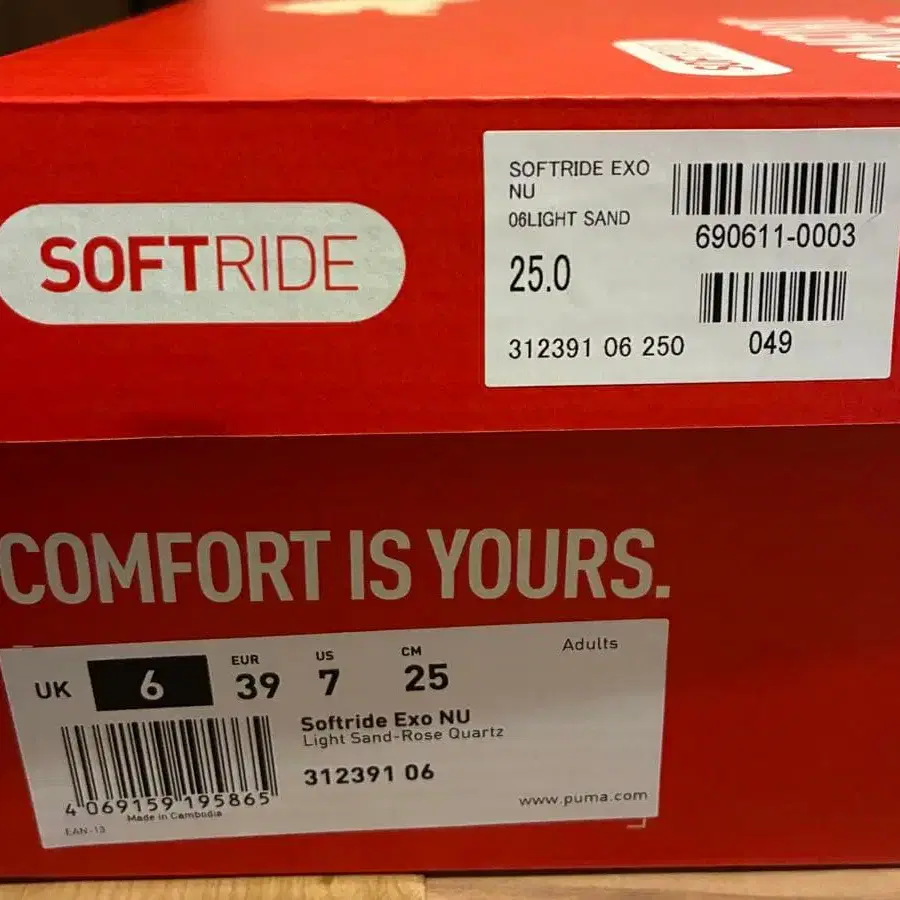 SOFTRIDE
SOFTRIDE EXO
NU
06LIGHT SAND
690611-0003
25.0
312391 06 250
049
COMFORT IS YOURS.
Adults
UK 6 EUR 39 US 7 CM 25
Softride Exo NU
Light Sand-Rose Quartz
312391 06
4 069159 195865
Made in Cambodia
EAN-13
www.puma.com